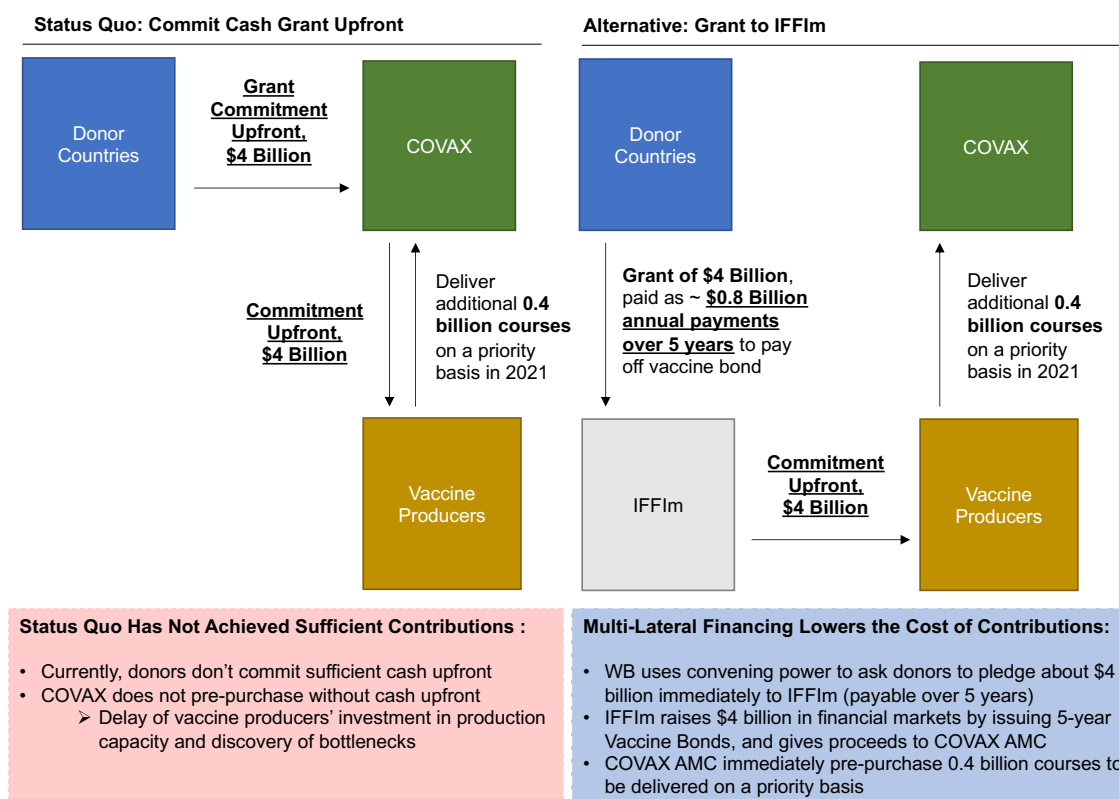 Status Quo: Commit Cash Grant Upfront
Donor
Countries
Grant
Commitment
Upfront,
$4 Billion
COVAX
Commitment
Upfront,
$4 Billion
Deliver
additional 0.4
billion courses
on a priority
basis in 2021
Vaccine
Producers
Alternative: Grant to IFFIm
Donor
Countries
COVAX
Grant of $4 Billion,
paid as ~ $0.8 Billion
annual payments
over 5 years to pay
off vaccine bond
Deliver
additional 0.4
billion courses
on a priority
basis in 2021
IFFIm
Commitment
Upfront,
$4 Billion
Vaccine
Producers
Status Quo Has Not Achieved Sufficient Contributions :
• Currently, donors don't commit sufficient cash upfront
• COVAX does not pre-purchase without cash upfront
➢ Delay of vaccine producers' investment in production
capacity and discovery of bottlenecks
Multi-Lateral Financing Lowers the Cost of Contributions:
• WB uses convening power to ask donors to pledge about $4
billion immediately to IFFIm (payable over 5 years)
• IFFIm raises $4 billion in financial markets by issuing 5-year
Vaccine Bonds, and gives proceeds to COVAX AMC
• COVAX AMC immediately pre-purchase 0.4 billion courses to
be delivered on a priority basis